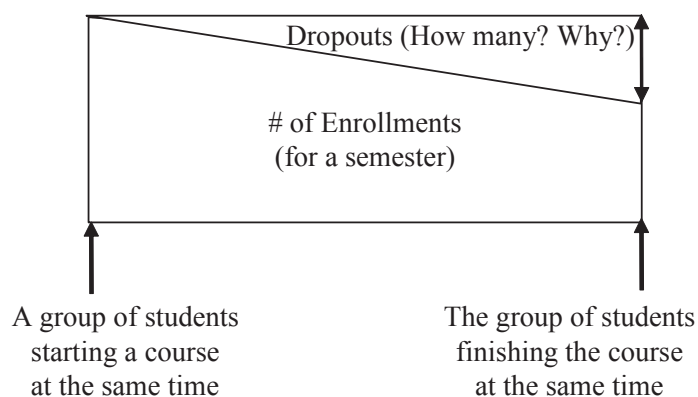 Dropouts (How many? Why?)
# of Enrollments
(for a semester)
A group of students
starting a course
at the same time
The group of students
finishing the course
at the same time